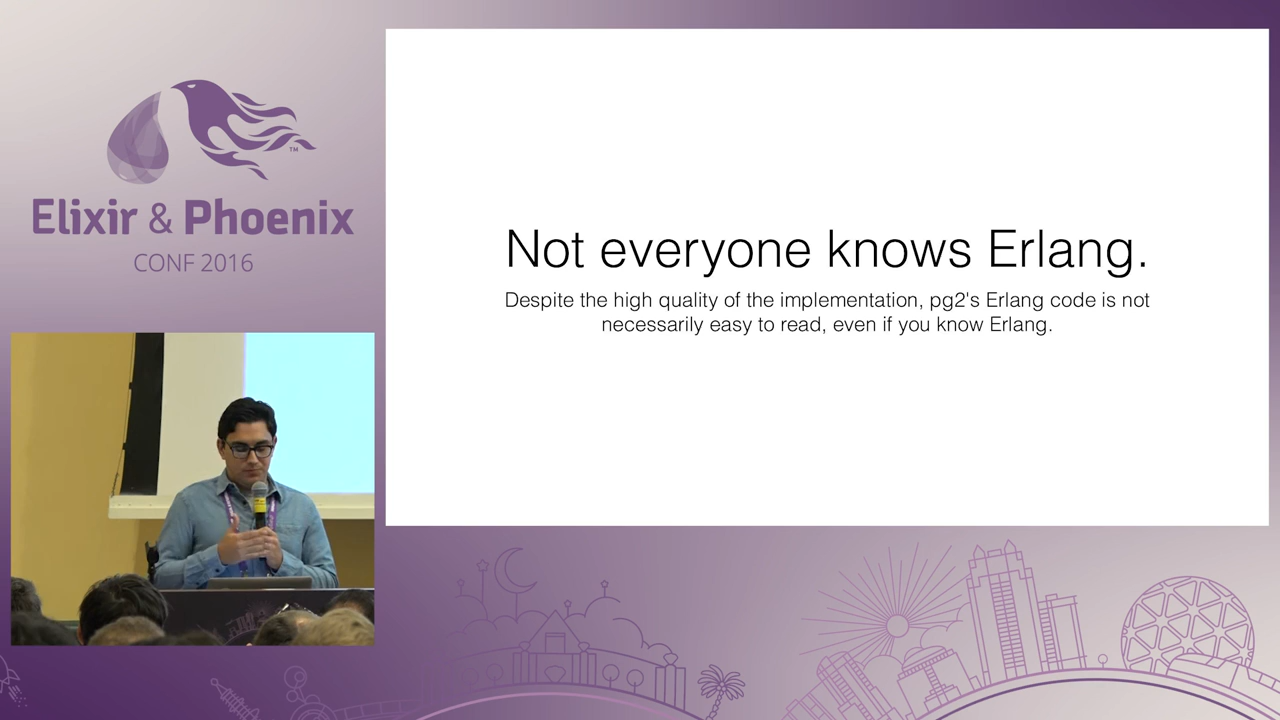 Elixir & Phoenix
TM
CONF 2016
Not everyone knows Erlang.
Despite the high quality of the implementation, pg2's Erlang code is not
necessarily easy to read, even if you know Erlang.